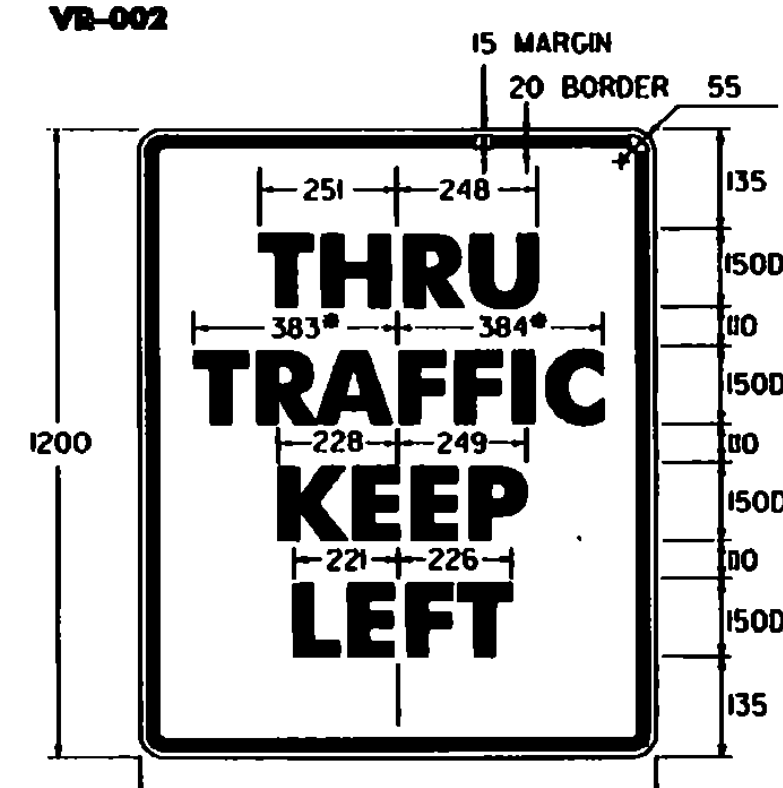 VR-002
15 MARGIN
20 BORDER 55
135
251 248
THRU
150D
383* 384*
110
TRAFFIC
150D
1200
228 249
110
KEEP
150D
221 226
110
LEFT
150D
135